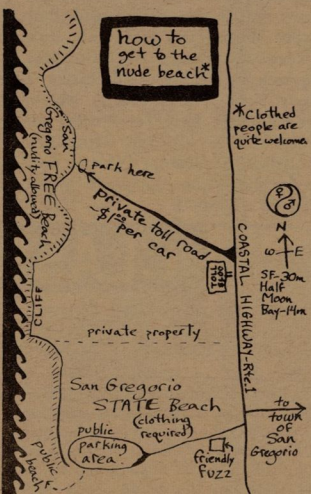 how to
get to the
nude beach*
*Clothed
people are
quite welcome
San
Gregorio FREE Beach
(nudity allowed)
park here
private toll road
-$1⁰⁰ per car
CLIFF
COASTAL HIGHWAY-Rte.1
N
W E
SF-30m
Half
Moon
Bay-14m
private property
San Gregorio
STATE Beach
(clothing
required)
public
parking
area.
public
beach
friendly
fuzz
to
town
of
San
Gregorio